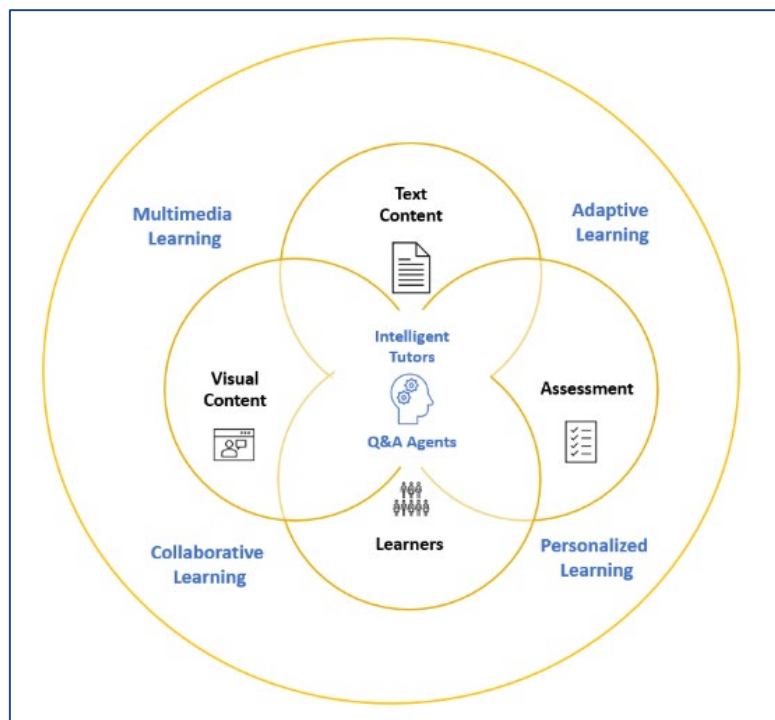 Text
Content
Multimedia
Learning
Adaptive
Learning
Intelligent
Tutors
Visual
Content
Assessment
Q&A Agents
Learners
Collaborative
Learning
Personalized
Learning